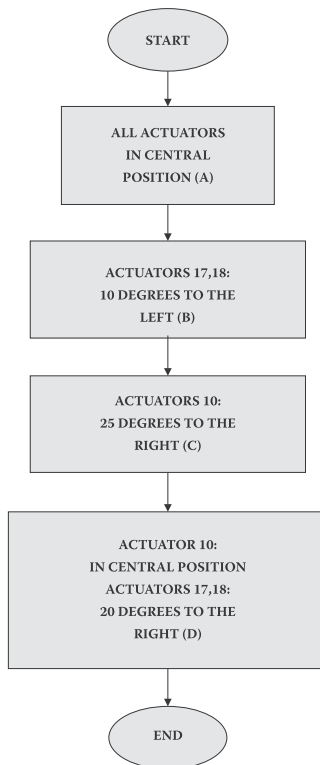 START
ALL ACTUATORS
IN CENTRAL
POSITION (A)
ACTUATORS 17,18:
10 DEGREES TO THE
LEFT (B)
ACTUATORS 10:
25 DEGREES TO THE
RIGHT (C)
ACTUATOR 10:
IN CENTRAL POSITION
ACTUATORS 17,18:
20 DEGREES TO THE
RIGHT (D)
END